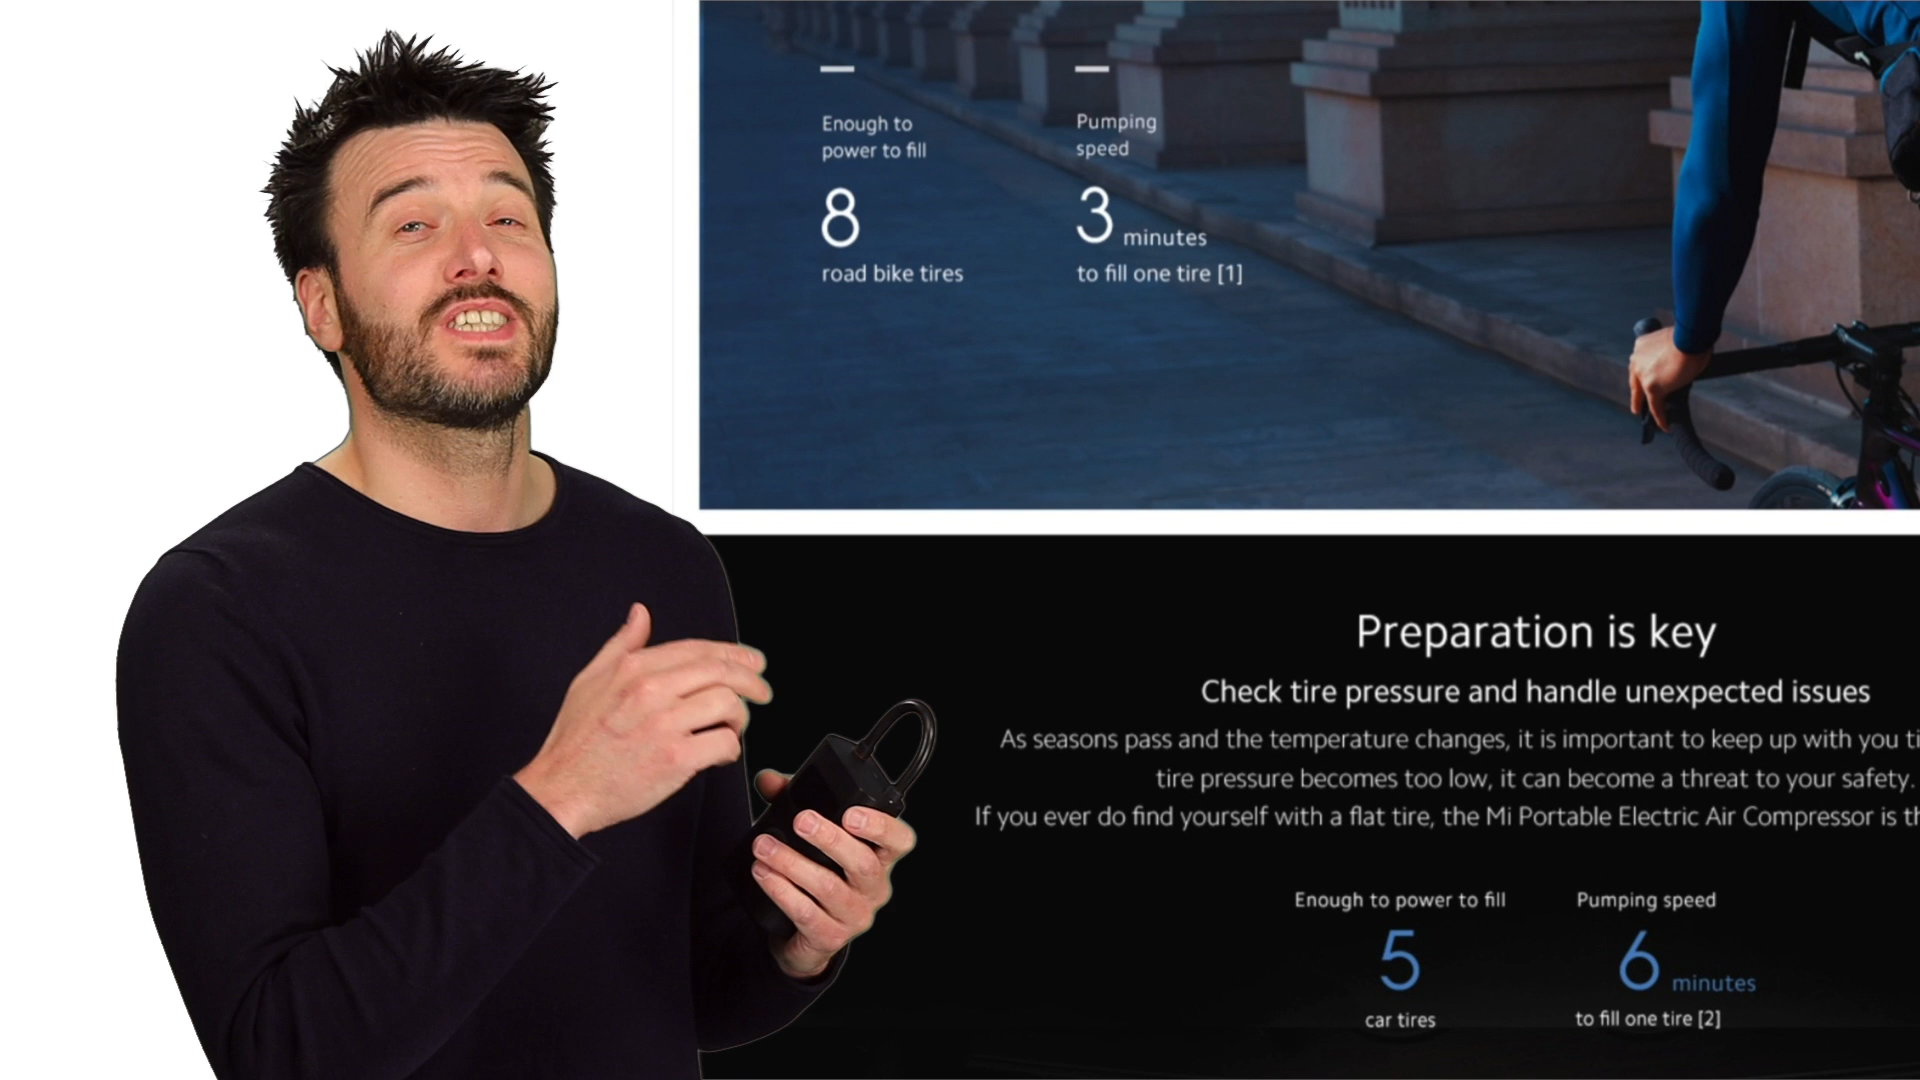 Enough to
power to fill
8
road bike tires
Pumping
speed
3 minutes
to fill one tire [1]
Preparation is key
Check tire pressure and handle unexpected issues
As seasons pass and the temperature changes, it is important to keep up with you
tire pressure becomes too low, it can become a threat to your safety.
If you ever do find yourself with a flat tire, the Mi Portable Electric Air Compressor is
Enough to power to fill
5
car tires
Pumping speed
6 minutes
to fill one tire [2]